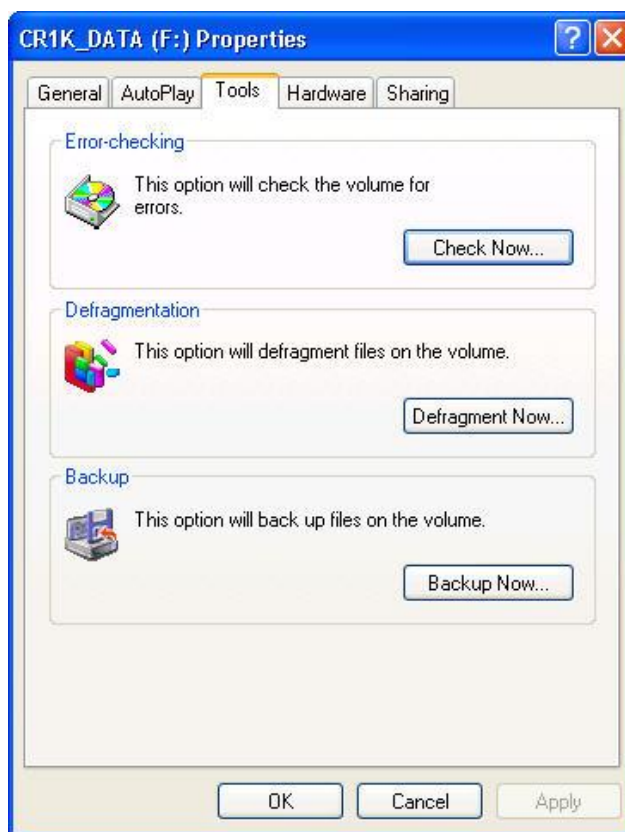 CR1K_DATA (F:) Properties
?
General AutoPlay Tools Hardware Sharing
Error-checking
This option will check the volume for
errors.
Check Now...
Defragmentation
This option will defragment files on the volume.
Defragment Now...
Backup
This option will back up files on the volume.
Backup Now...
OK Cancel Apply